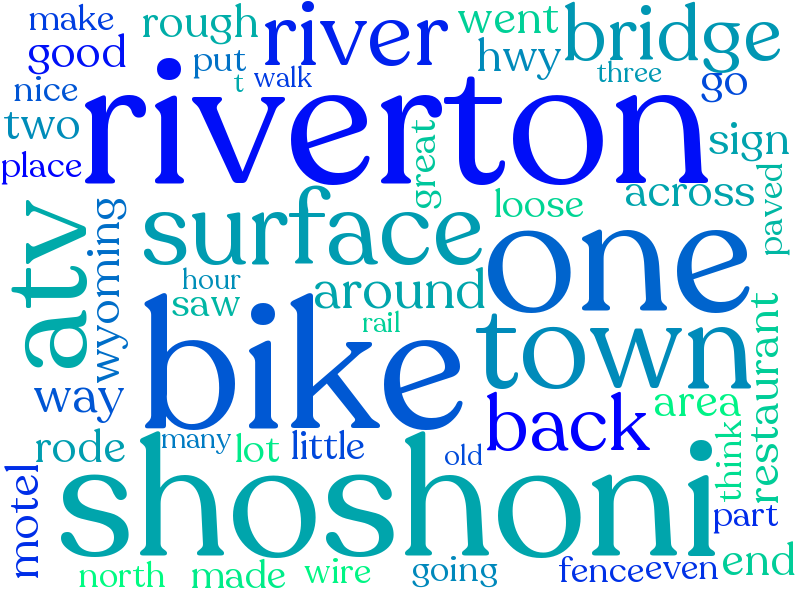 make
rough
river
went
bridge
good
put
hwy
three
nice
t
walk
go
two
riverton
sign
place
great
loose
across
paved
atv
wyoming
surface
one
hour
saw
around
rail
town
restaurant
way
bike
back
area
rode
many
lot
little
old
think
motel
shoshoni
part
north
made
wire
going
fence
even
end